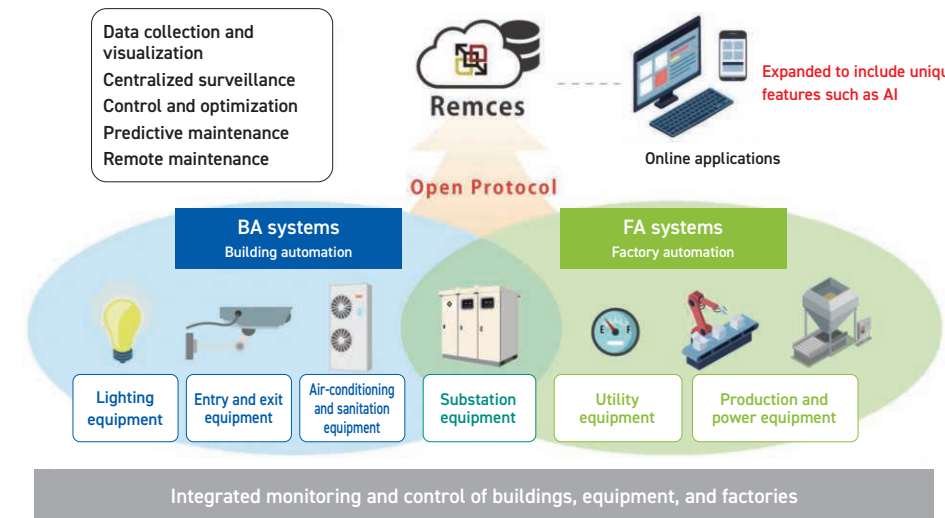 Data collection and
visualization
Centralized surveillance
Control and optimization
Predictive maintenance
Remote maintenance
Remces
Expanded to include uniqu
features such as AI
Online applications
Open Protocol
BA systems
Building automation
FA systems
Factory automation
E F
Lighting
equipment
Entry and exit
equipment
Air-conditioning
and sanitation
equipment
Substation
equipment
Utility
equipment
Production and
power equipment
Integrated monitoring and control of buildings, equipment, and factories